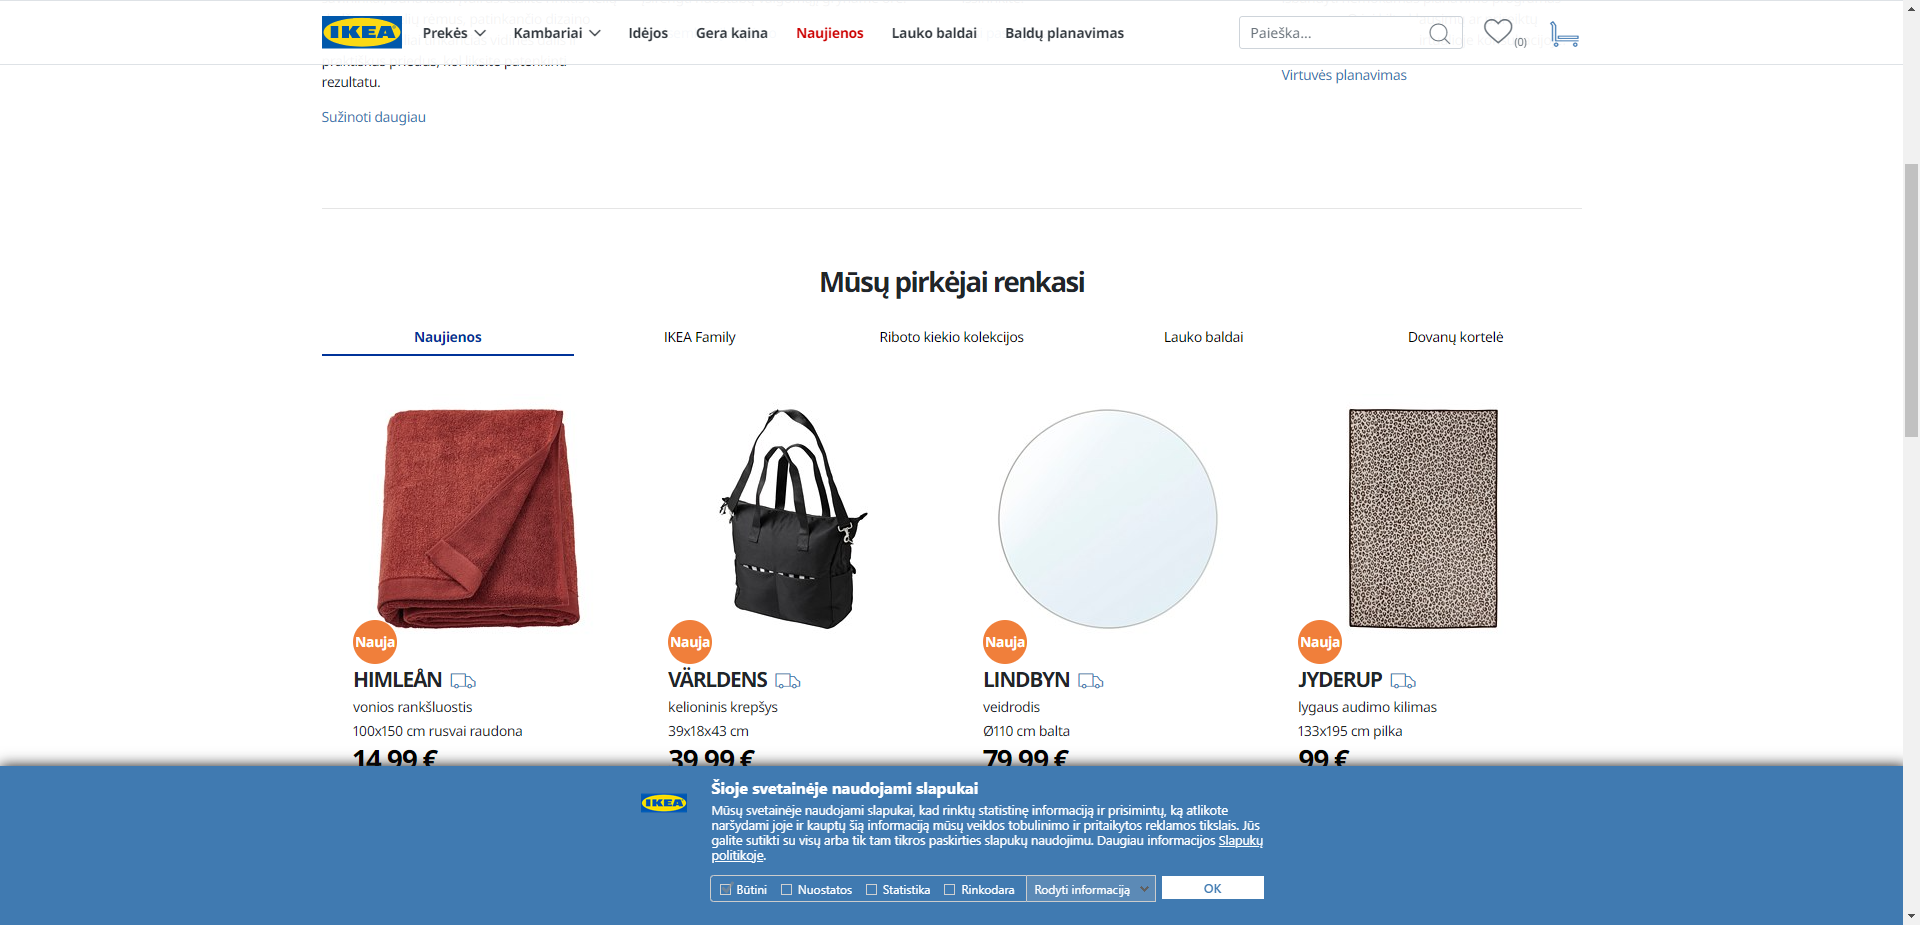 IKEA
Prekės
Kambariai
Idėjos
Gera kaina
Naujienos
Lauko baldai
Baldų planavimas
Paieška...
(0)
rezultatu.
Sužinoti daugiau
Virtuvės planavimas
Mūsų pirkėjai renkasi
Naujienos
IKEA Family
Riboto kiekio kolekcijos
Lauko baldai
Dovanų kortelė
Nauja
HIMLEÅN
vonios rankšluostis
100x150 cm rusvai raudona
14,99 €
Nauja
VÄRLDENS
kelioninis krepšys
39x18x43 cm
39,99 €
Nauja
LINDBYN
veidrodis
Ø110 cm balta
79,99 €
Nauja
JYDERUP
lygaus audimo kilimas
133x195 cm pilka
99 €
IKEA
Šioje svetainėje naudojami slapukai
Mūsų svetainėje naudojami slapukai, kad rinktų statistinę informaciją ir prisimintų, ką atlikote
naršydami joje ir kauptų šią informaciją mūsų veiklos tobulinimo ir pritaikytos reklamos tikslais. Jūs
galite sutikti su visų arba tik tam tikros paskirties slapukų naudojimu. Daugiau informacijos Slapukų
politikoje.
Būtini
Nuostatos
Statistika
Rinkodara
Rodyti informaciją
OK